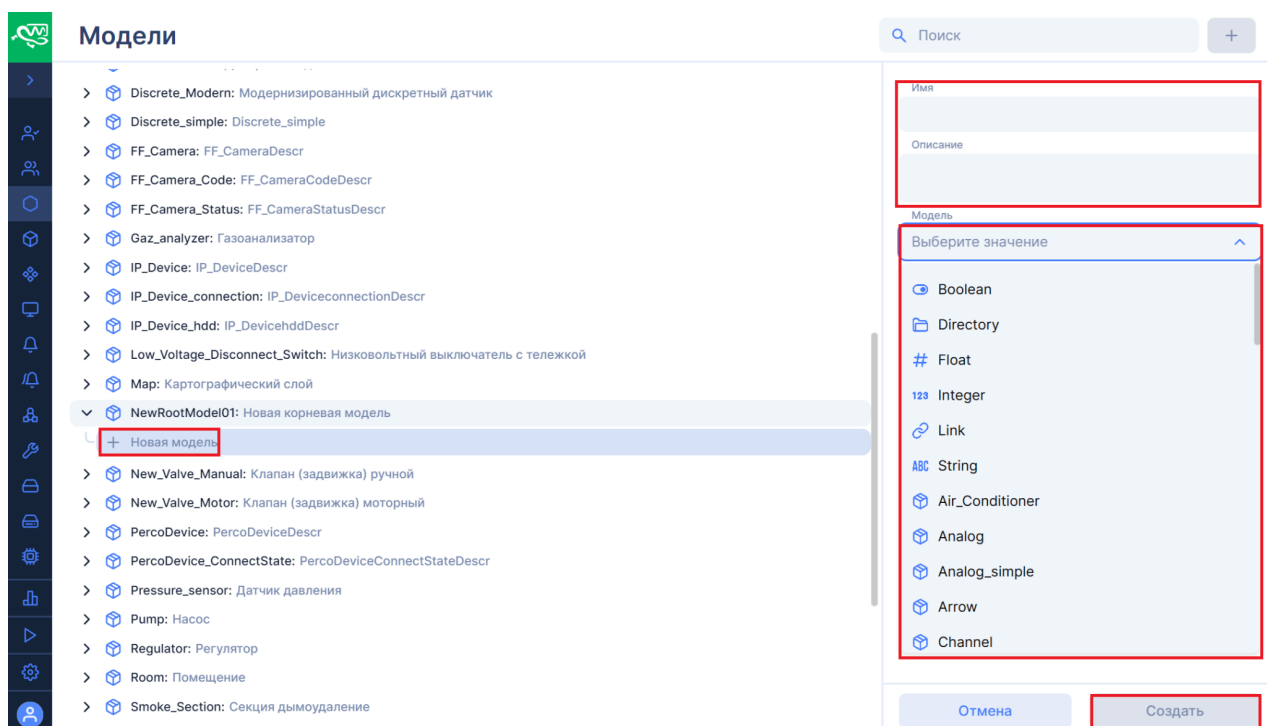 Модели
Поиск
Discrete_Modern: Модернизированный дискретный датчик
Discrete_simple: Discrete_simple
FF_Camera: FF_CameraDescr
FF_Camera_Code: FF_CameraCodeDescr
FF_Camera_Status: FF_CameraStatusDescr
Gaz_analyzer: Газоанализатор
IP_Device: IP_DeviceDescr
IP_Device_connection: IP_DeviceconnectionDescr
IP_Device_hdd: IP_DevicehddDescr
Low_Voltage_Disconnect_Switch: Низковольтный выключатель с тележкой
Map: Картографический слой
NewRootModel01: Новая корневая модель
+ Новая модель
New_Valve_Manual: Клапан (задвижка) ручной
New_Valve_Motor: Клапан (задвижка) моторный
PercoDevice: PercoDeviceDescr
PercoDevice_ConnectState: PercoDeviceConnectStateDescr
Pressure_sensor: Датчик давления
Pump: Насос
Regulator: Регулятор
Room: Помещение
Smoke_Section: Секция дымоудаление
Имя
Описание
Модель
Выберите значение
Boolean
Directory
# Float
123 Integer
Link
ABC String
Air_Conditioner
Analog
Analog_simple
Arrow
Channel
Отмена
Создать